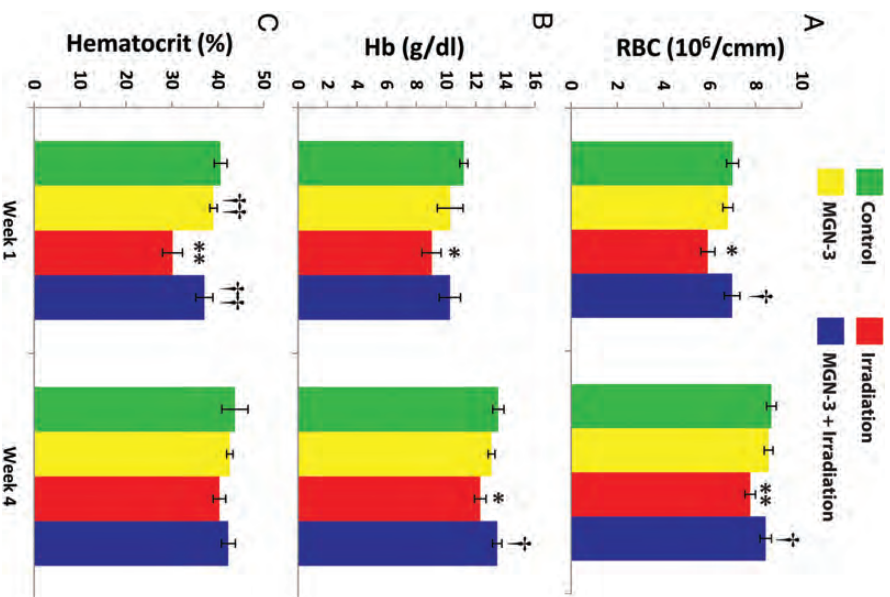 Control
Irradiation
MGN-3
MGN-3 + Irradiation
A
RBC (10⁶/cmm)
10
8
6
4
2
0
*
†
**
†
B
Hb (g/dl)
16
14
12
10
8
6
4
2
0
*
*
†
C
Hematocrit (%)
50
40
30
20
10
0
††
**
††
Week 1
Week 4